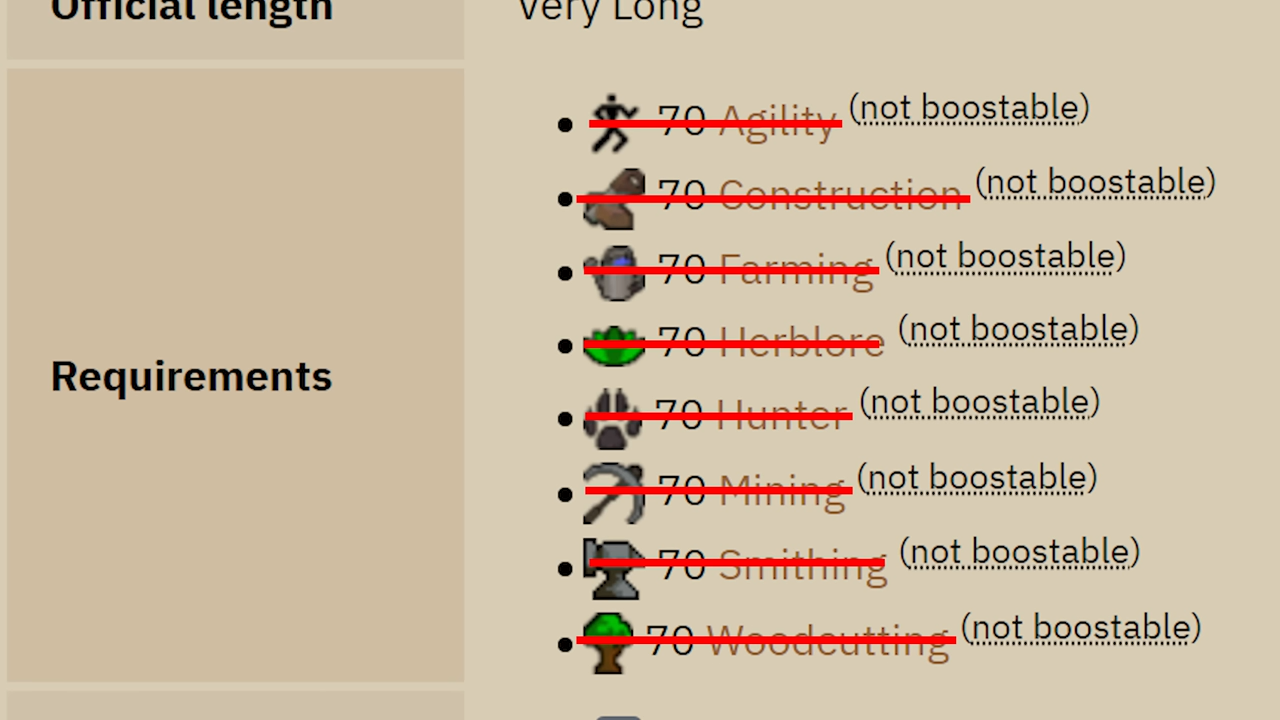 Official length
Very Long
Requirements
70 Agility (not boostable)
70 Construction (not boostable)
70 Farming (not boostable)
70 Herblore (not boostable)
70 Hunter (not boostable)
70 Mining (not boostable)
70 Smithing (not boostable)
70 Woodcutting (not boostable)